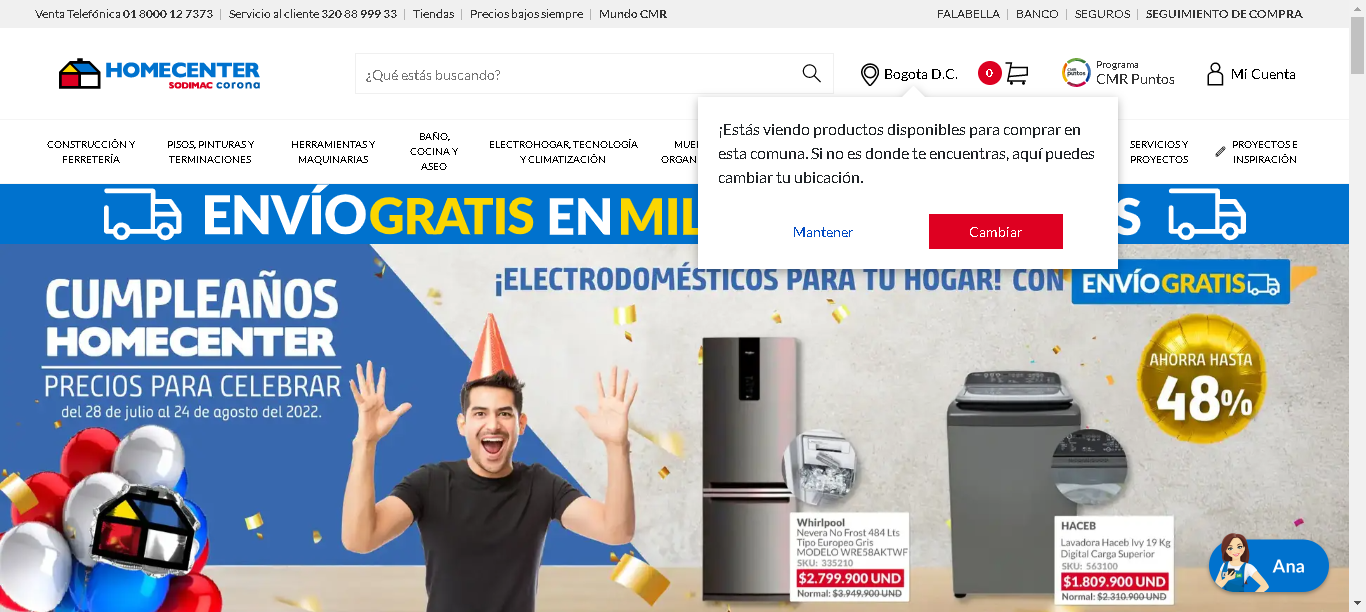 Venta Telefónica 01 8000 12 7373 | Servicio al cliente 320 88 999 33 | Tiendas | Precios bajos siempre | Mundo CMR
FALABELLA | BANCO | SEGUROS | SEGUIMIENTO DE COMPRA
HOMECENTER
SODIMAC corona
¿Qué estás buscando?
Bogota D.C.
0
CMR puntos
Programa
CMR Puntos
Mi Cuenta
CONSTRUCCIÓN Y
FERRETERÍA
PISOS, PINTURAS Y
TERMINACIONES
HERRAMIENTAS Y
MAQUINARIAS
BAÑO,
COCINA Y
ASEO
ELECTROHOGAR, TECNOLOGÍA
Y CLIMATIZACIÓN
SERVICIOS Y
PROYECTOS
PROYECTOS E
INSPIRACIÓN
¡Estás viendo productos disponibles para comprar en
esta comuna. Si no es donde te encuentras, aquí puedes
cambiar tu ubicación.
Mantener
Cambiar
ENVÍO GRATIS EN
CUMPLEAÑOS
HOMECENTER
PRECIOS PARA CELEBRAR
del 28 de julio al 24 de agosto del 2022.
¡ELECTRODOMÉSTICOS PARA TU HOGAR! CON
ENVÍO GRATIS
AHORRA HASTA
48%
Whirlpool
Nevera No Frost 484 Lts
Tipo Europeo Gris
MODELO WRE58AKTWF
SKU: 335210
$2.799.900 UND
Normal: $3.949.900 UND
HACEB
Lavadora Haceb Ivy 19 Kg
Digital Carga Superior
SKU: 563100
$1.809.900 UND
Normal: $2.310.900 UND
Ana